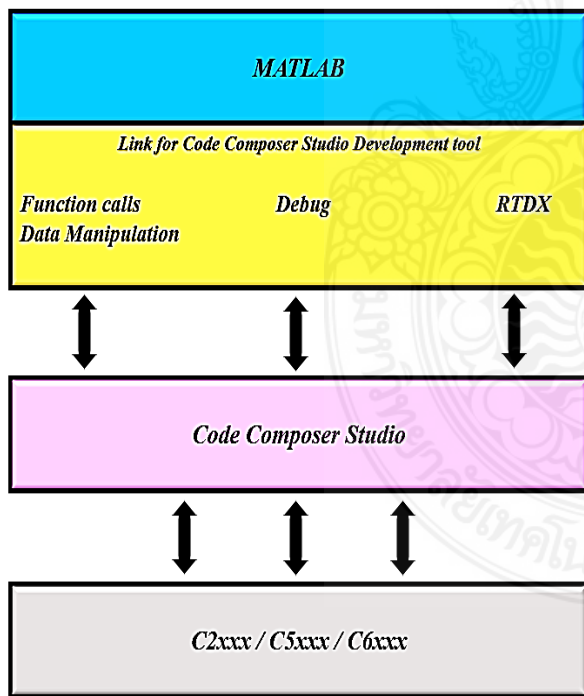 MATLAB
Link for Code Composer Studio Development tool
Function calls
Data Manipulation
Debug
RTDX
Code Composer Studio
C2xxx / C5xxx / C6xxx